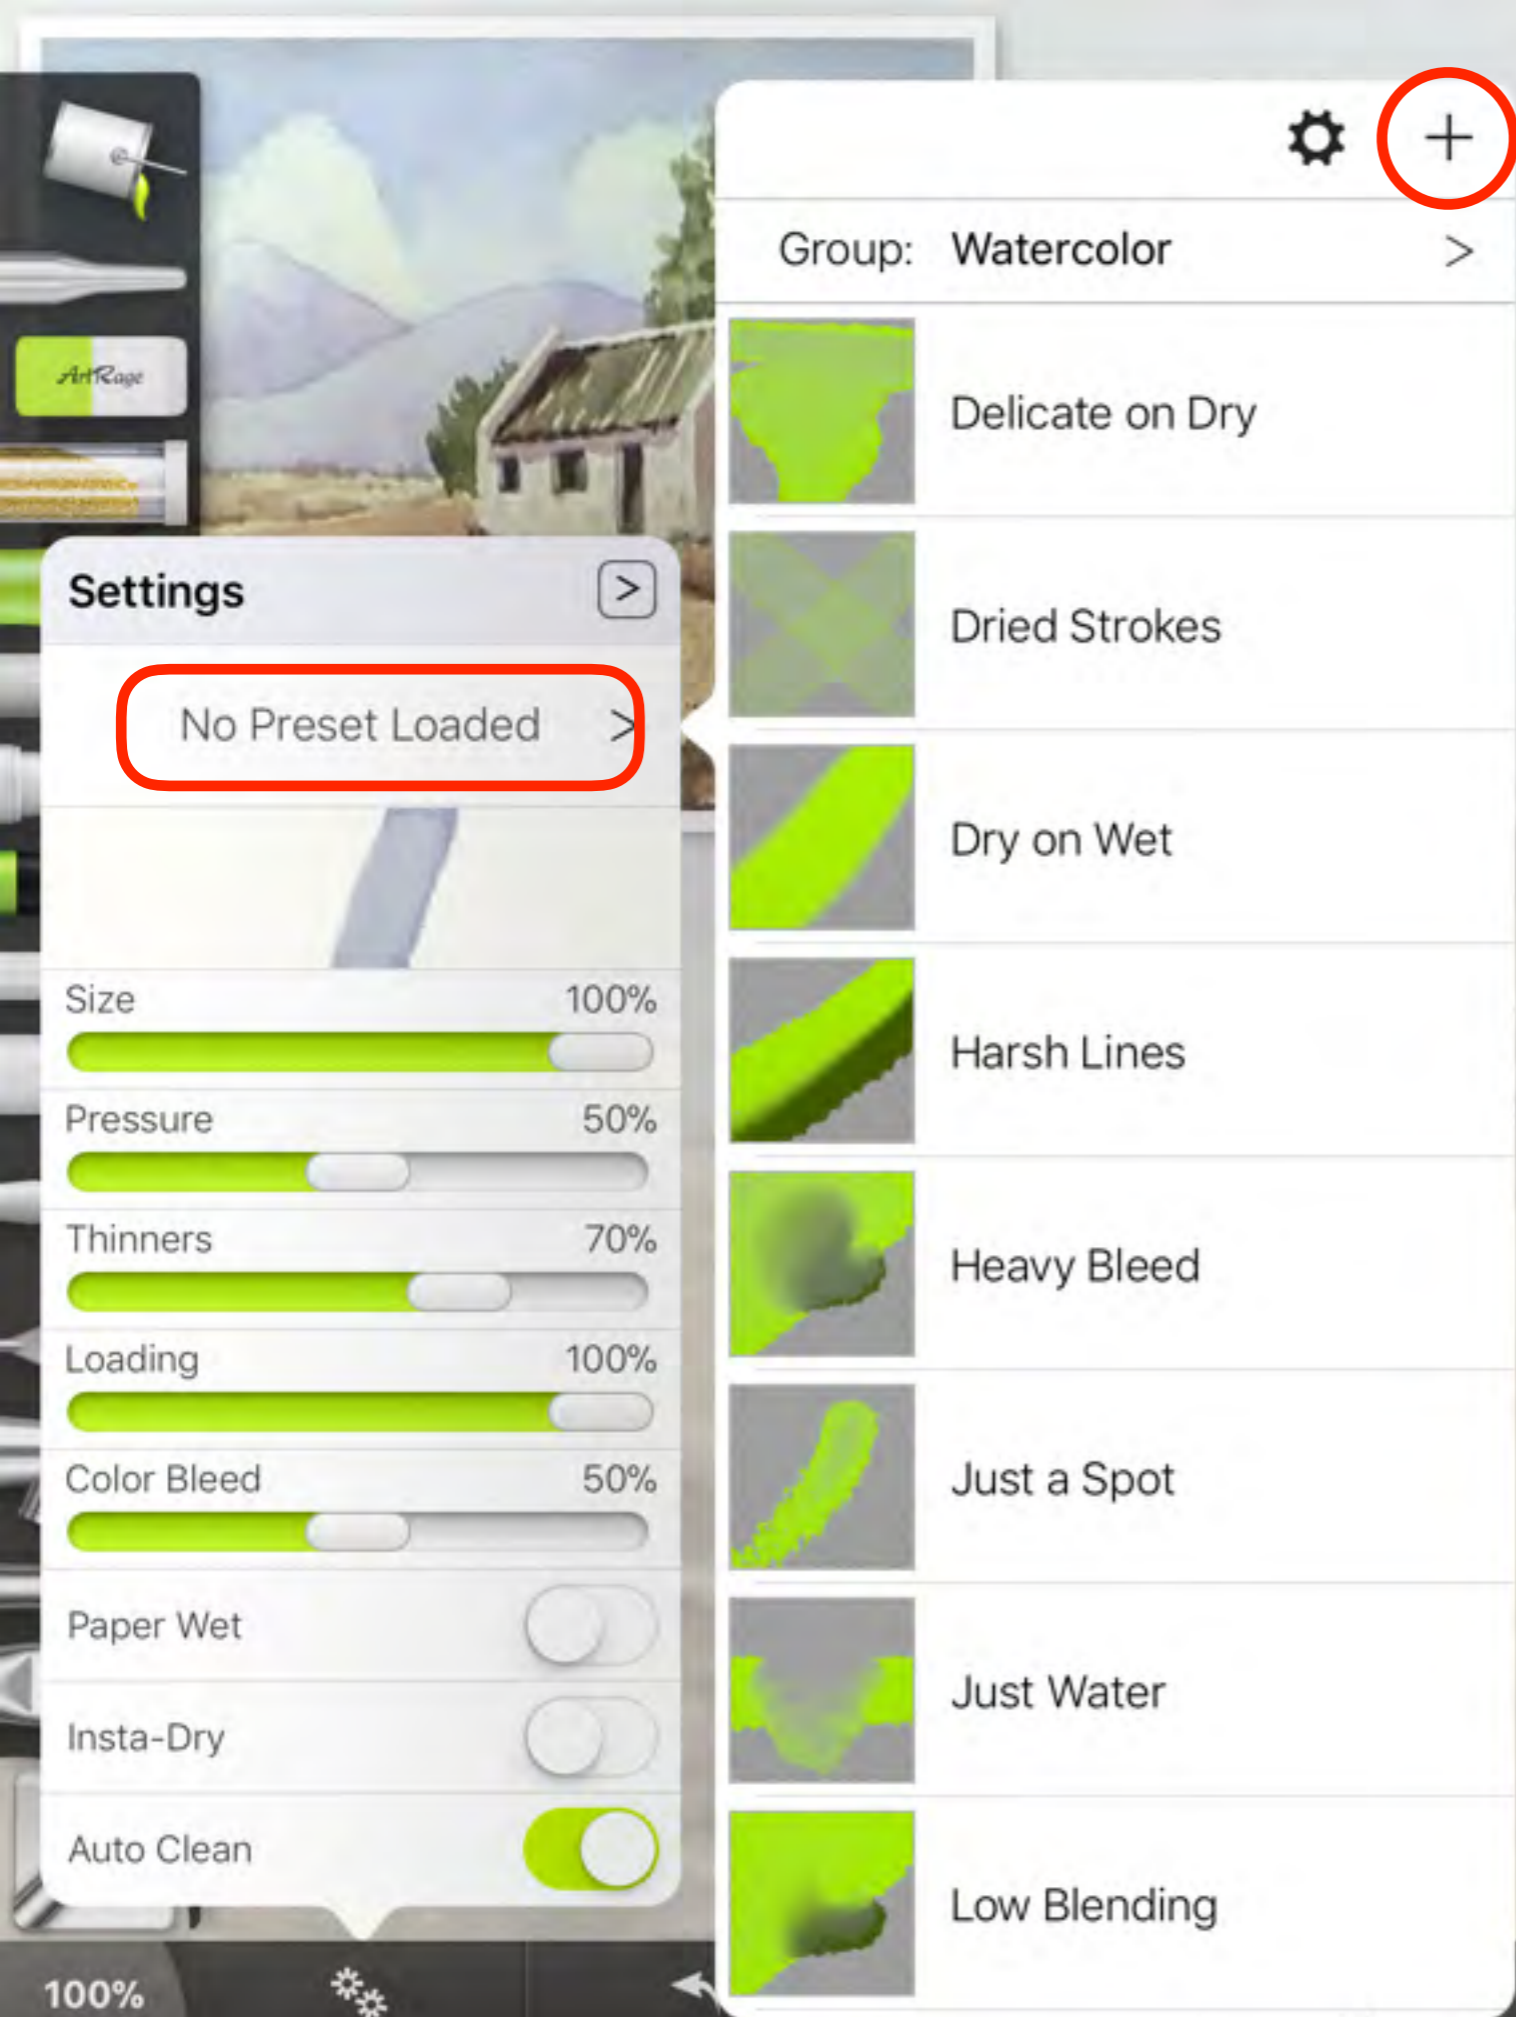 ArtRage
Settings
>
No Preset Loaded >
Size 100%
Pressure 50%
Thinners 70%
Loading 100%
Color Bleed 50%
Paper Wet
Insta-Dry
Auto Clean
100%
+
Group: Watercolor >
Delicate on Dry
Dried Strokes
Dry on Wet
Harsh Lines
Heavy Bleed
Just a Spot
Just Water
Low Blending